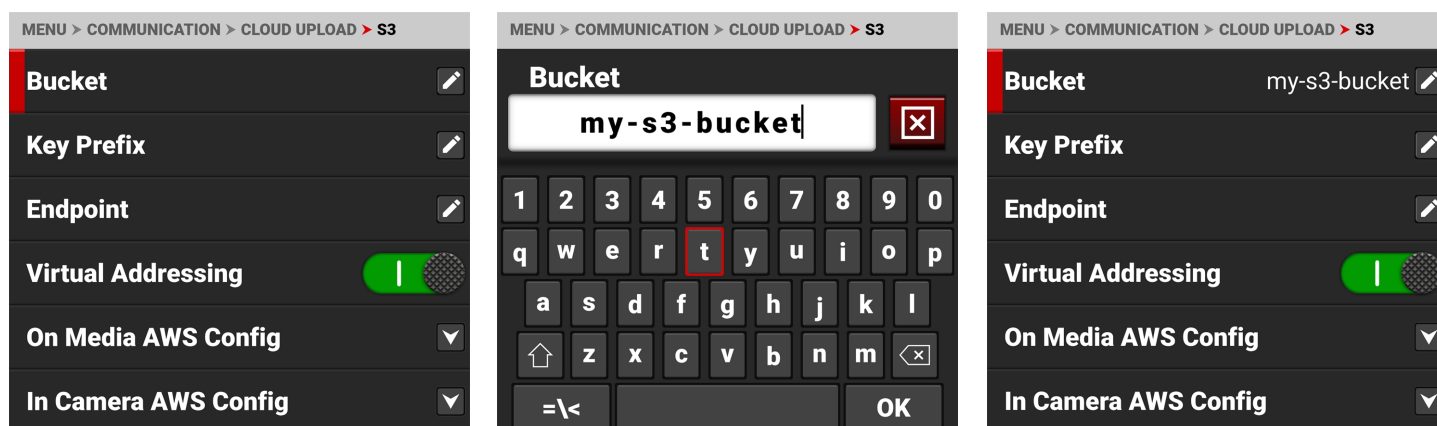 MENU > COMMUNICATION > CLOUD UPLOAD > S3
Bucket
Key Prefix
Endpoint
Virtual Addressing
On Media AWS Config
In Camera AWS Config
MENU > COMMUNICATION > CLOUD UPLOAD > S3
Bucket
my-s3-bucket
1 2 3 4 5 6 7 8 9 0
q w e r t y u i o p
a s d f g h j k l
z x c v b n m
=\< OK
MENU > COMMUNICATION > CLOUD UPLOAD > S3
Bucket my-s3-bucket
Key Prefix
Endpoint
Virtual Addressing
On Media AWS Config
In Camera AWS Config